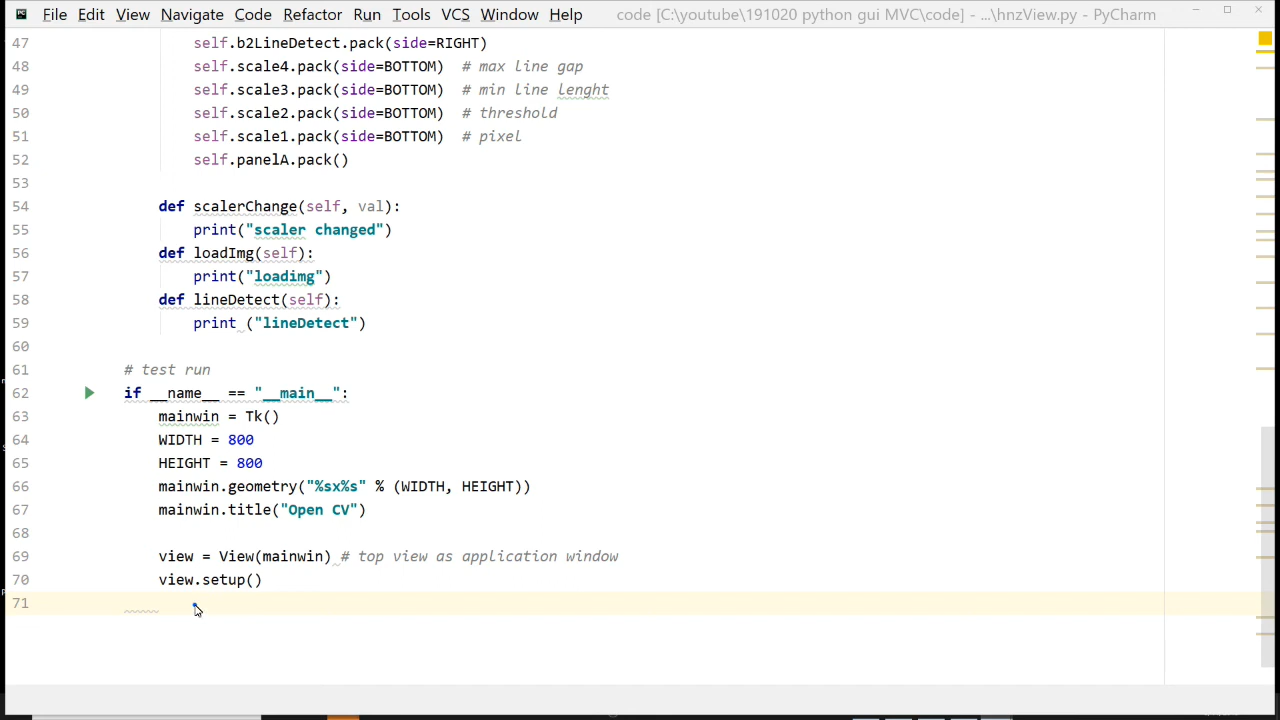 File Edit View Navigate Code Refactor Run Tools VCS Window Help code [C:\youtube\191020 python gui MVC\code] - ...\hnzView.py - PyCharm
47 self.b2LineDetect.pack(side=RIGHT)
48 self.scale4.pack(side=BOTTOM) # max line gap
49 self.scale3.pack(side=BOTTOM) # min line lenght
50 self.scale2.pack(side=BOTTOM) # threshold
51 self.scale1.pack(side=BOTTOM) # pixel
52 self.panelA.pack()
53
54 def scalerChange(self, val):
55 print("scaler changed")
56 def loadImg(self):
57 print("loadimg")
58 def lineDetect(self):
59 print ("lineDetect")
60
61 # test run
62 if __name__ == "__main__":
63 mainwin = Tk()
64 WIDTH = 800
65 HEIGHT = 800
66 mainwin.geometry("%sx%s" % (WIDTH, HEIGHT))
67 mainwin.title("Open CV")
68
69 view = View(mainwin) # top view as application window
70 view.setup()
71